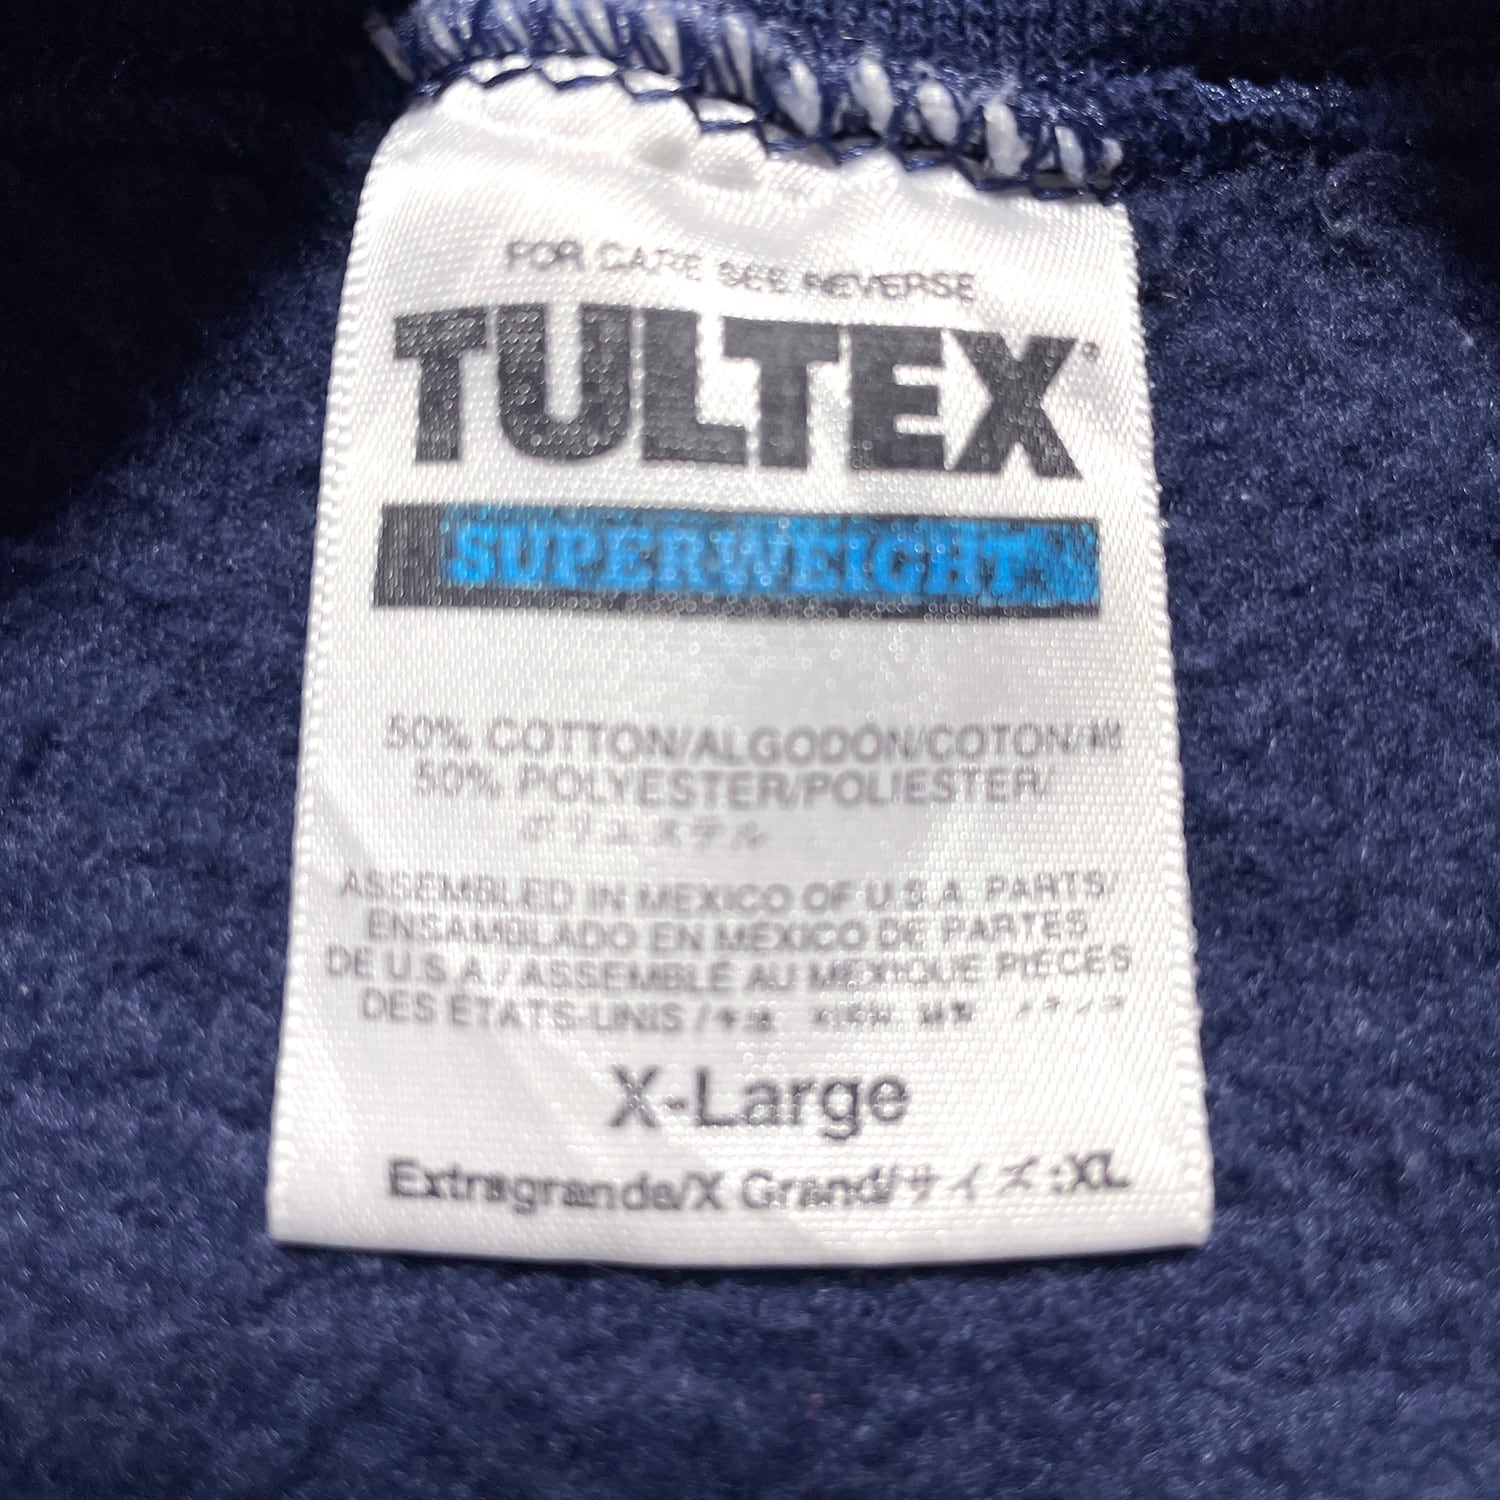 FOR CARE SEE REVERSE
TULTEX®
SUPERWEIGHT
50% COTTON/ALGODÓN/COTON/綿
50% POLYESTER/POLIESTER/
ポリエステル
ASSEMBLED IN MEXICO OF U.S.A. PARTS/
ENSAMBLADO EN MEXICO DE PARTES
DE U.S.A./ASSEMBLÉ AU MEXIQUE PIÈCES
DES ÉTATS-UNIS/
X-Large
Extragrande/X Grand/サイズ:XL